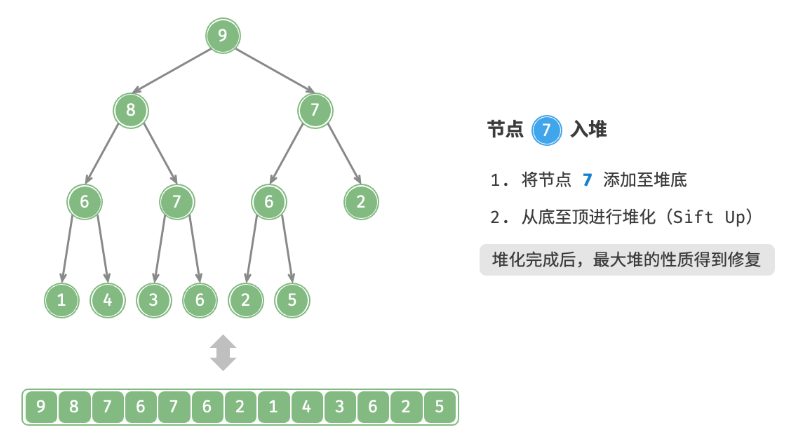 9
8 7
6 7 6 2
1 4 3 6 2 5
9 8 7 6 7 6 2 1 4 3 6 2 5
节点 7 入堆
1. 将节点 7 添加至堆底
2. 从底至顶进行堆化（Sift Up）
堆化完成后，最大堆的性质得到修复